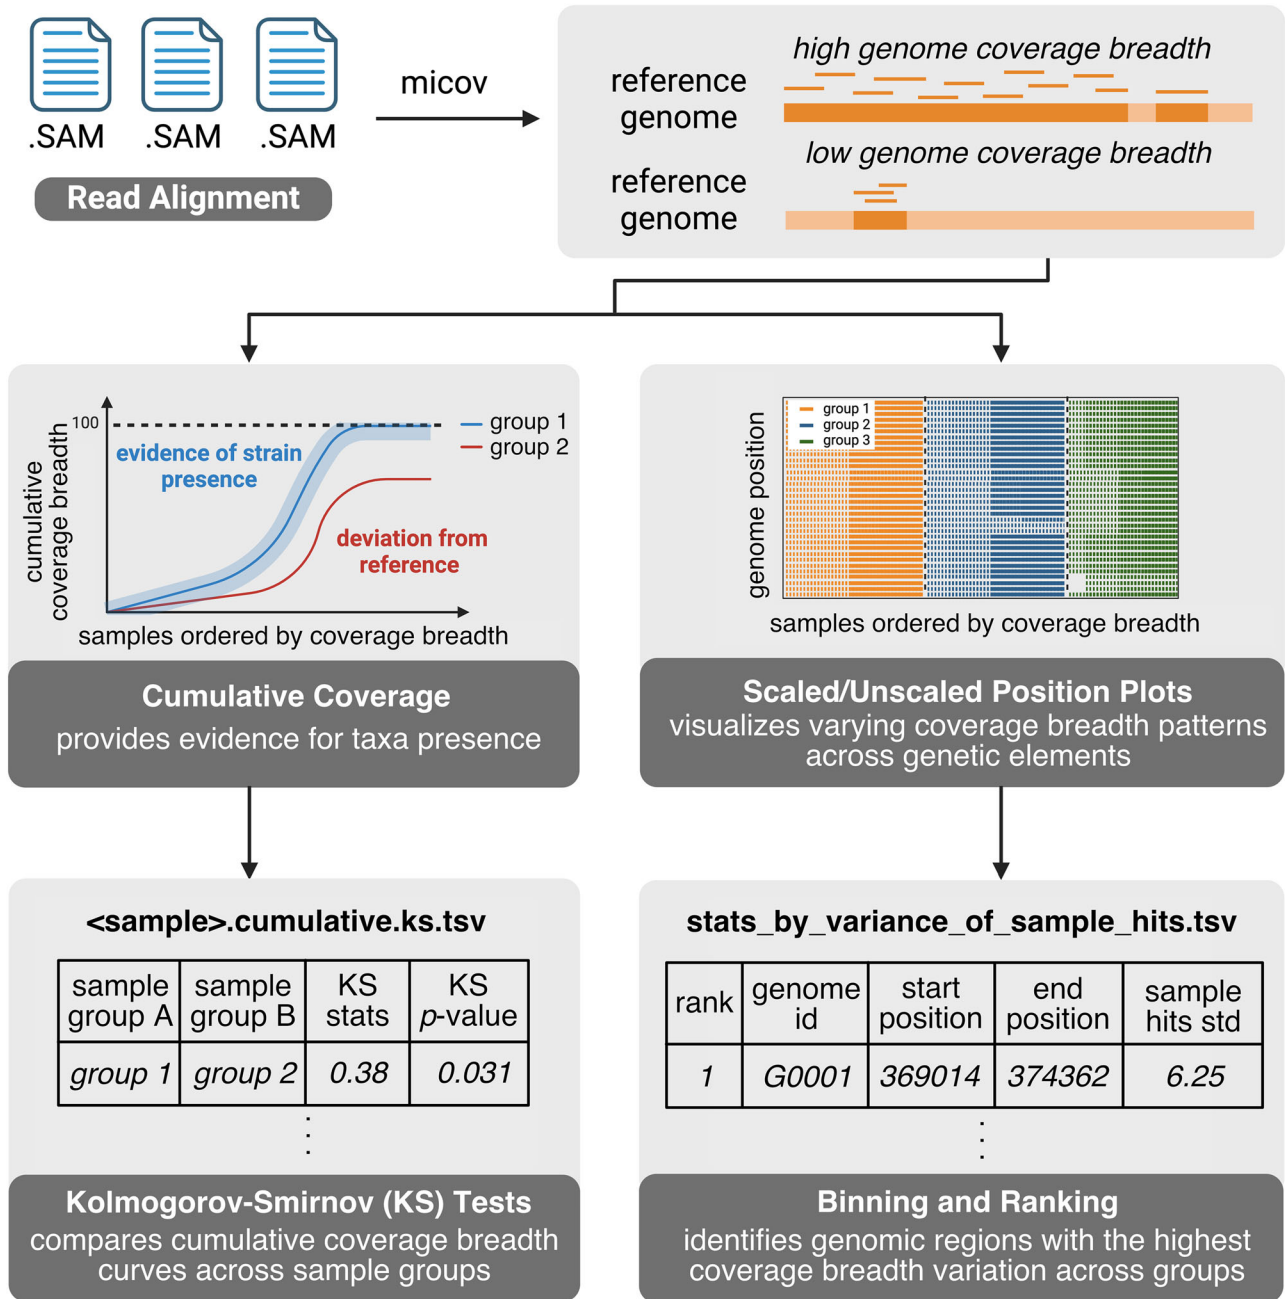 .SAM
.SAM
.SAM
Read Alignment
micov
high genome coverage breadth
reference
genome
low genome coverage breadth
reference
genome
cumulative
coverage breadth
100
evidence of strain
presence
group 1
group 2
deviation from
reference
samples ordered by coverage breadth
Cumulative Coverage
provides evidence for taxa presence
genome position
group 1
group 2
group 3
samples ordered by coverage breadth
Scaled/Unscaled Position Plots
visualizes varying coverage breadth patterns
across genetic elements
<sample>.cumulative.ks.tsv
sample group A sample group B KS stats KS p-value
group 1 group 2 0.38 0.031
Kolmogorov-Smirnov (KS) Tests
compares cumulative coverage breadth
curves across sample groups
stats_by_variance_of_sample_hits.tsv
rank genome id start position end position sample hits std
1 G0001 369014 374362 6.25
Binning and Ranking
identifies genomic regions with the highest
coverage breadth variation across groups